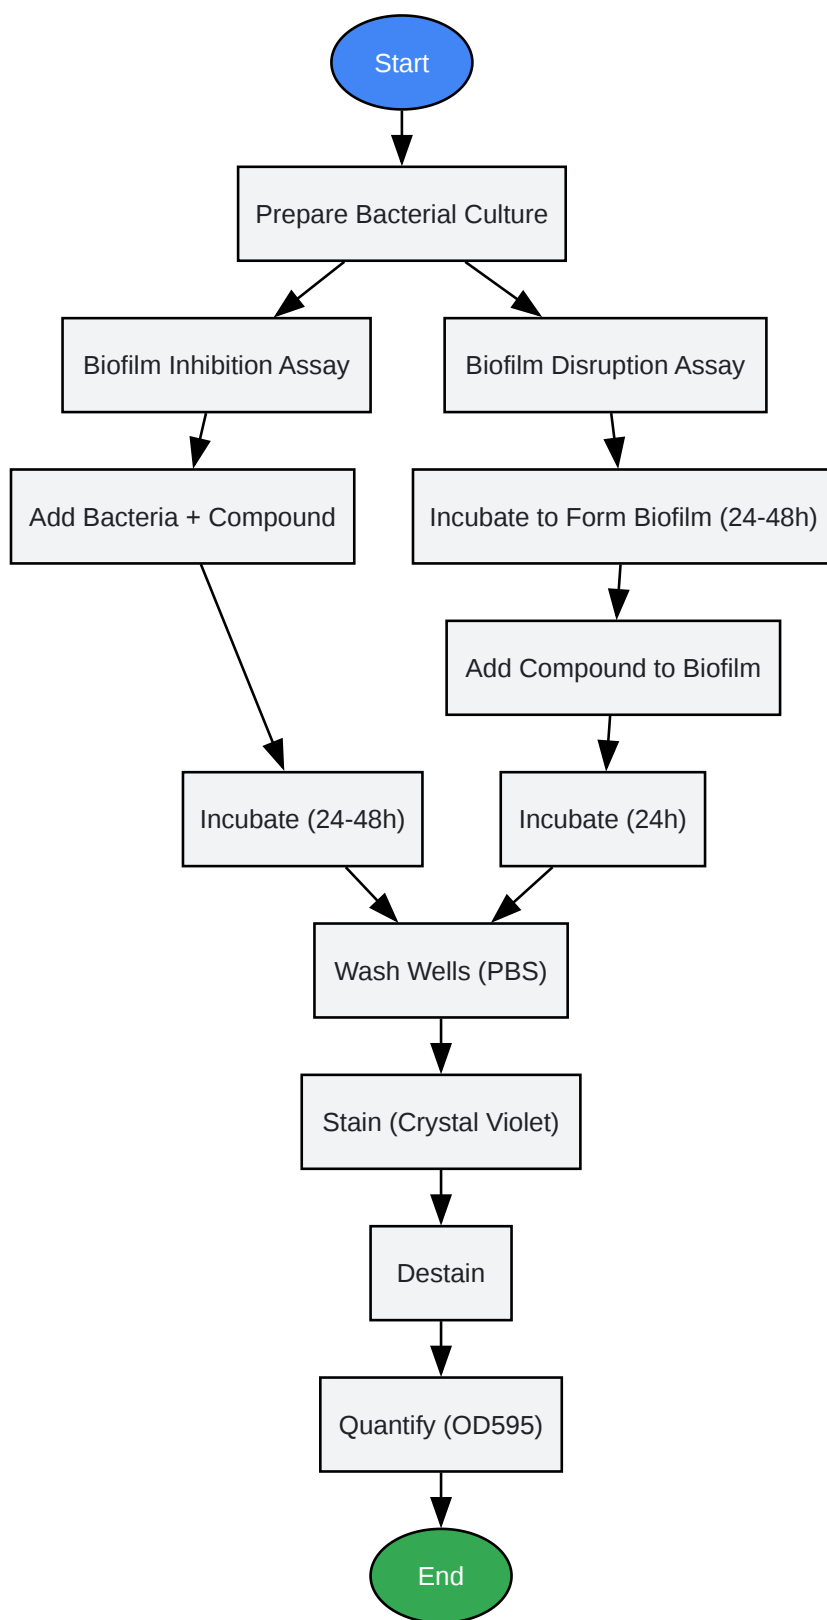 Start
Prepare Bacterial Culture
Biofilm Inhibition Assay
Biofilm Disruption Assay
Add Bacteria + Compound
Incubate to Form Biofilm (24-48h)
Add Compound to Biofilm
Incubate (24-48h)
Incubate (24h)
Wash Wells (PBS)
Stain (Crystal Violet)
Destain
Quantify (OD595)
End